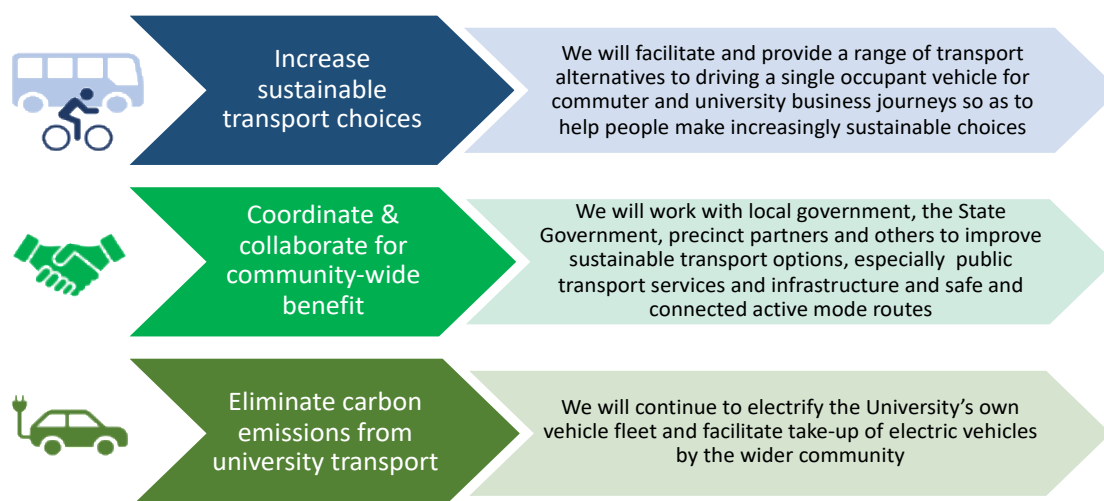 Increase
sustainable
transport choices
We will facilitate and provide a range of transport
alternatives to driving a single occupant vehicle for
commuter and university business journeys so as to
help people make increasingly sustainable choices
Coordinate &
collaborate for
community-wide
benefit
We will work with local government, the State
Government, precinct partners and others to improve
sustainable transport options, especially  public
transport services and infrastructure and safe and
connected active mode routes
Eliminate carbon
emissions from
university transport
We will continue to electrify the University’s own
vehicle fleet and facilitate take-up of electric vehicles
by the wider community